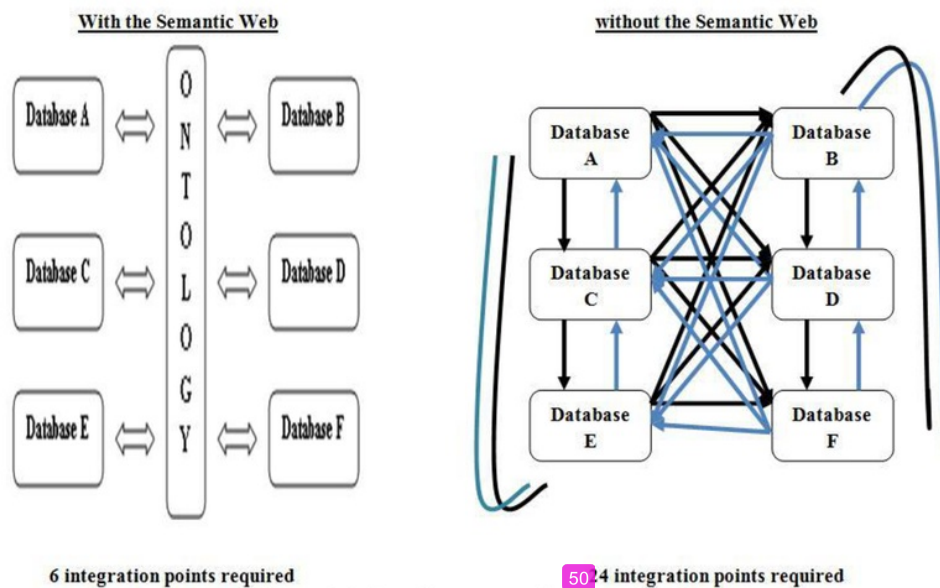 With the Semantic Web
Database A
Database B
Database C
Database D
Database E
Database F
O
N
T
O
L
O
G
Y
6 integration points required
without the Semantic Web
Database
A
Database
B
Database
C
Database
D
Database
E
Database
F
50
24 integration points required